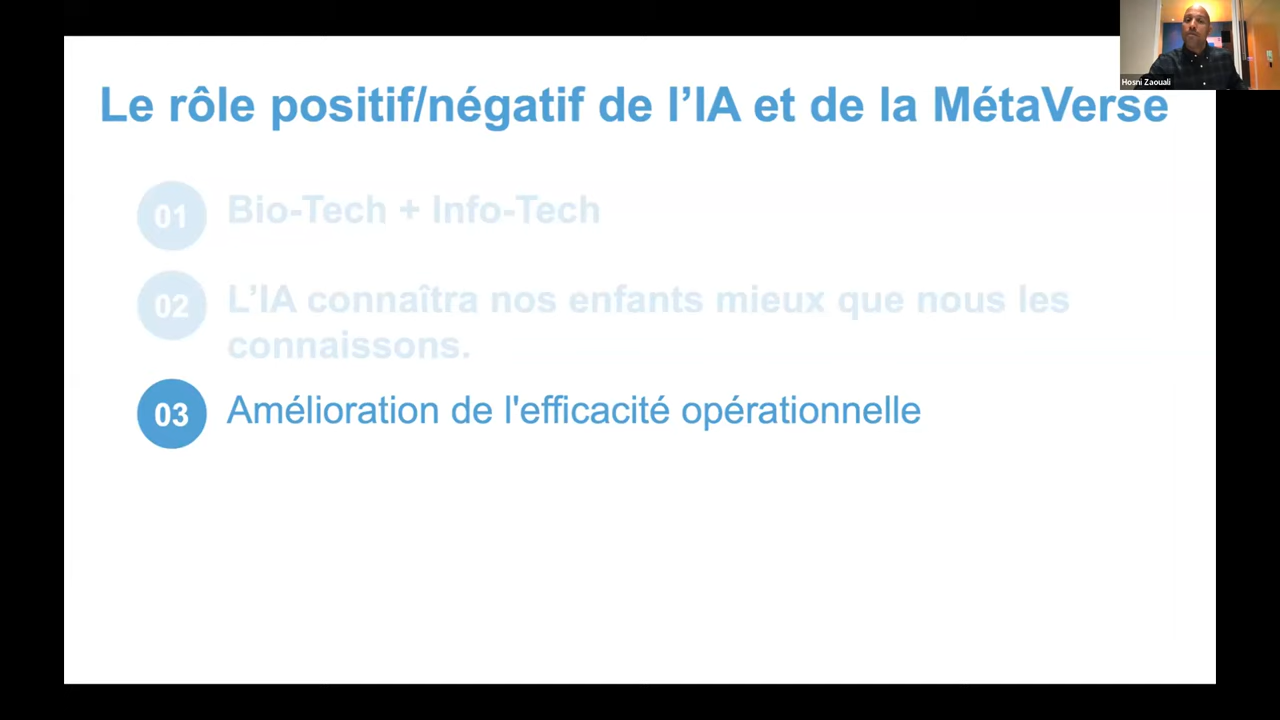 Hosni Zaouali
Le rôle positif/négatif de l’IA et de la MétaVerse
01 Bio-Tech + Info-Tech
02 L’IA connaîtra nos enfants mieux que nous les
connaissons.
03 Amélioration de l'efficacité opérationnelle